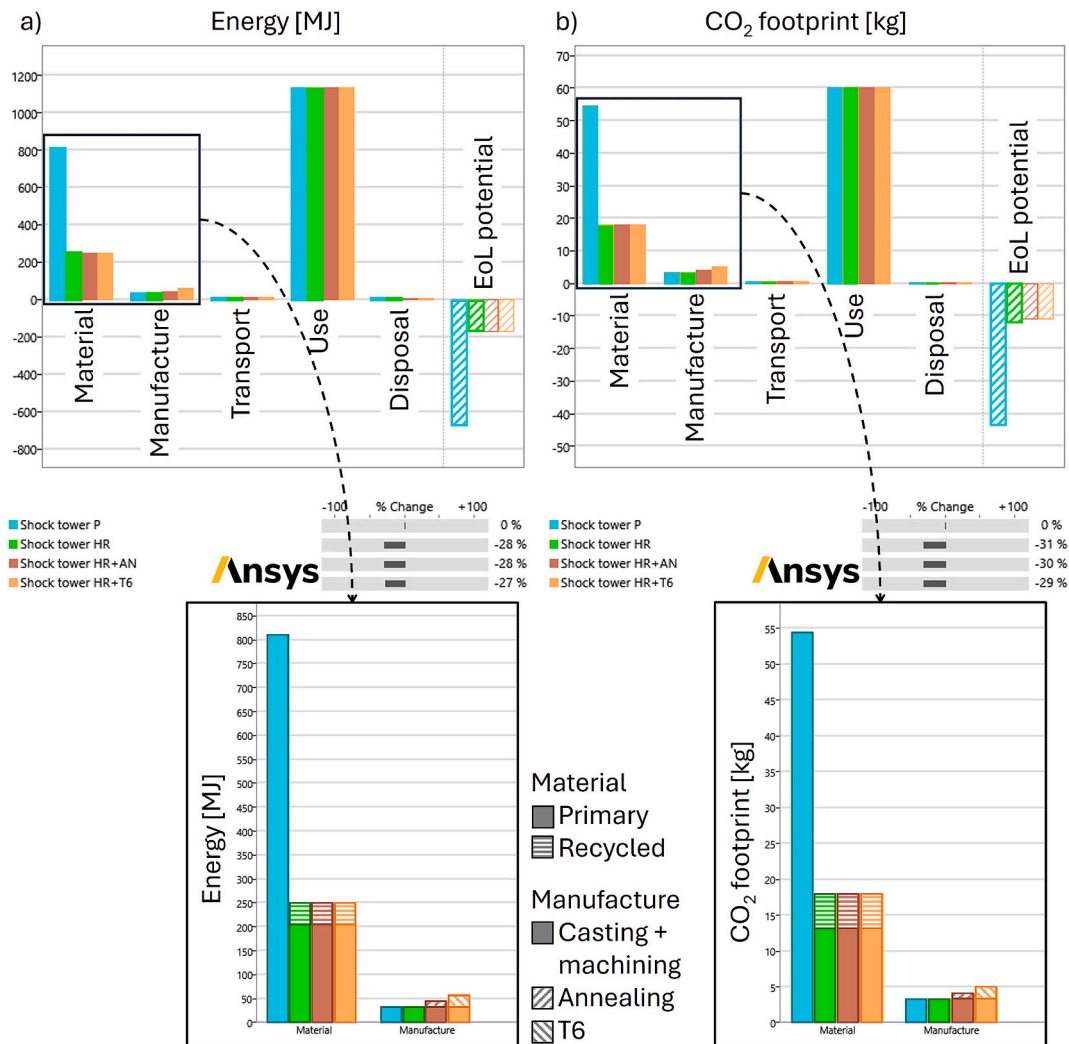 a) Energy [MJ]
1200
1000
800
600
400
200
0
-200
-400
-600
-800
Material
Manufacture
Transport
Use
Disposal
EoL potential
b) CO₂ footprint [kg]
70
60
50
40
30
20
10
0
-10
-20
-30
-40
-50
Material
Manufacture
Transport
Use
Disposal
EoL potential
-100 % Change +100
Shock tower P 0 %
Shock tower HR -28 %
Shock tower HR+AN -28 %
Shock tower HR+T6 -27 %
Ansys
-100 % Change +100
Shock tower P 0 %
Shock tower HR -31 %
Shock tower HR+AN -30 %
Shock tower HR+T6 -29 %
Ansys
Energy [MJ]
850
800
750
700
650
600
550
500
450
400
350
300
250
200
150
100
50
0
Material Manufacture
Material
Primary
Recycled
Manufacture
Casting +
machining
Annealing
T6
CO₂ footprint [kg]
55
50
45
40
35
30
25
20
15
10
5
0
Material Manufacture